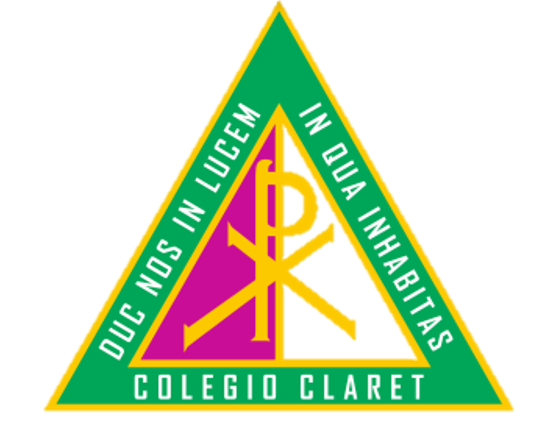 DUC NOS IN LUCEM
IN QUA INHABITAS
COLEGIO CLARET